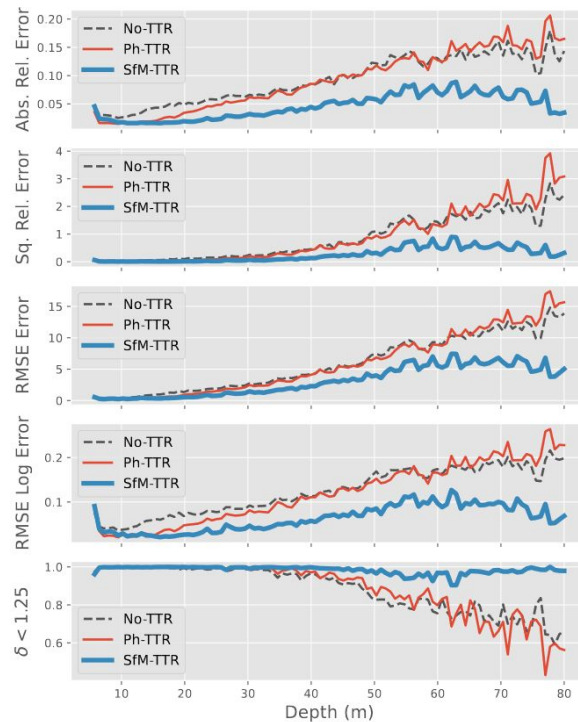 Abs. Rel. Error
0.20
0.15
0.10
0.05
No-TTR
Ph-TTR
SfM-TTR
Sq. Rel. Error
4
3
2
1
0
No-TTR
Ph-TTR
SfM-TTR
RMSE Error
15
10
5
0
No-TTR
Ph-TTR
SfM-TTR
RMSE Log Error
0.2
0.1
No-TTR
Ph-TTR
SfM-TTR
δ < 1.25
1.0
0.8
0.6
No-TTR
Ph-TTR
SfM-TTR
10 20 30 40 50 60 70 80
Depth (m)